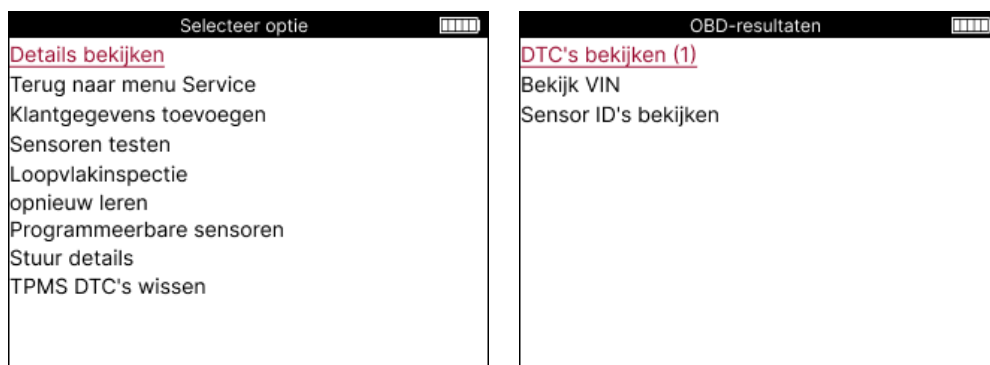 Selecteer optie
Details bekijken
Terug naar menu Service
Klantgegevens toevoegen
Sensoren testen
Loopvlakinspectie
opnieuw leren
Programmeerbare sensoren
Stuur details
TPMS DTC's wissen
OBD-resultaten
DTC's bekijken (1)
Bekijk VIN
Sensor ID's bekijken